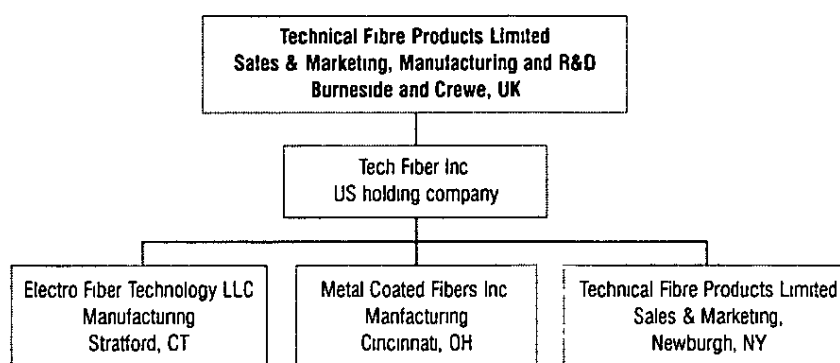 Technical Fibre Products Limited
Sales & Marketing, Manufacturing and R&D
Burneside and Crewe, UK
Tech Fiber Inc
US holding company
Electro Fiber Technology LLC
Manufacturing
Stratford, CT
Metal Coated Fibers Inc
Manfacturing
Cincinnati, OH
Technical Fibre Products Limited
Sales & Marketing,
Newburgh, NY